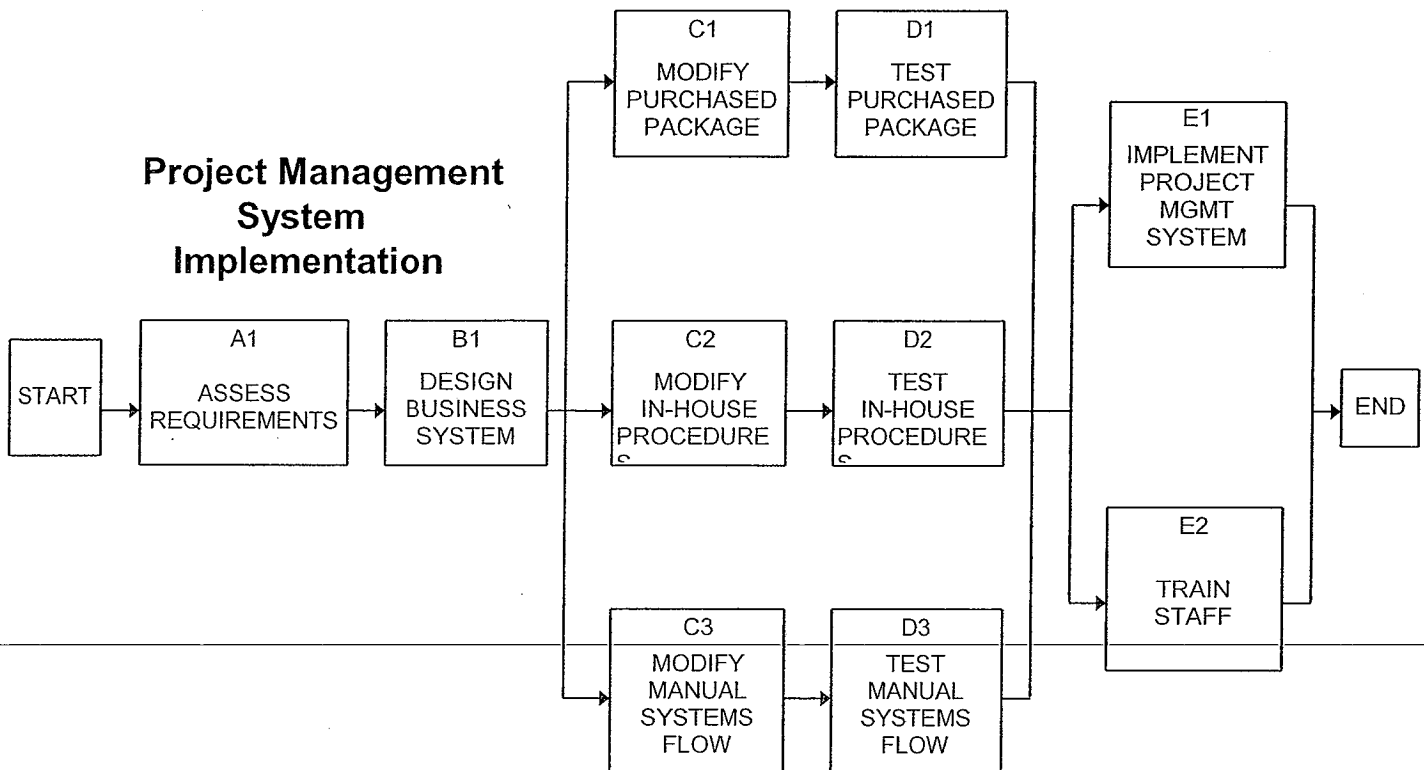 Project Management
System
Implementation
START
A1
ASSESS
REQUIREMENTS
B1
DESIGN
BUSINESS
SYSTEM
C1
MODIFY
PURCHASED
PACKAGE
D1
TEST
PURCHASED
PACKAGE
C2
MODIFY
IN-HOUSE
PROCEDURE
S
D2
TEST
IN-HOUSE
PROCEDURE
S
C3
MODIFY
MANUAL
SYSTEMS
FLOW
D3
TEST
MANUAL
SYSTEMS
FLOW
E1
IMPLEMENT
PROJECT
MGMT
SYSTEM
E2
TRAIN
STAFF
END